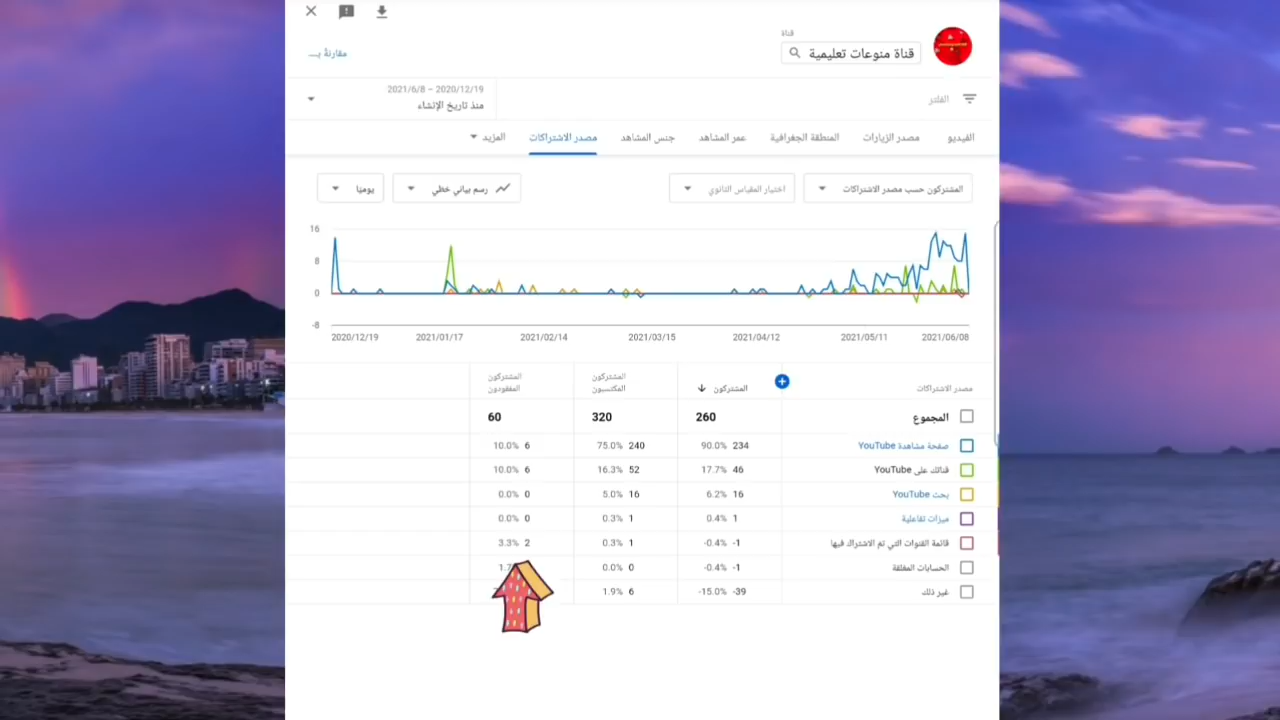 قناة
قناة منوعات تعليمية
مقارنةً بـ...
الفلتر
2020/12/19 – 2021/6/8
منذ تاريخ الإنشاء
الفيديو
مصدر الزيارات
المنطقة الجغرافية
عمر المشاهد
جنس المشاهد
مصدر الاشتراكات
المزيد
المشتركون حسب مصدر الاشتراكات
اختيار المقياس الثانوي
رسم بياني خطي
يوميًا
16
8
0
-8
2020/12/19 2021/01/17 2021/02/14 2021/03/15 2021/04/12 2021/05/11 2021/06/08
مصدر الاشتراكات
المشتركون
المشتركون
المكتسبون
المشتركون
المفقودون
المجموع 260 320 60
صفحة مشاهدة YouTube 234 90.0% 240 75.0% 6 10.0%
قناتك على YouTube 46 17.7% 52 16.3% 6 10.0%
بحث YouTube 16 6.2% 16 5.0% 0 0.0%
ميزات تفاعلية 1 0.4% 1 0.3% 0 0.0%
قائمة القنوات التي تم الاشتراك فيها -1 -0.4% 1 0.3% 2 3.3%
الحسابات المغلقة -1 -0.4% 0 0.0%
غير ذلك -39 -15.0% 6 1.9%